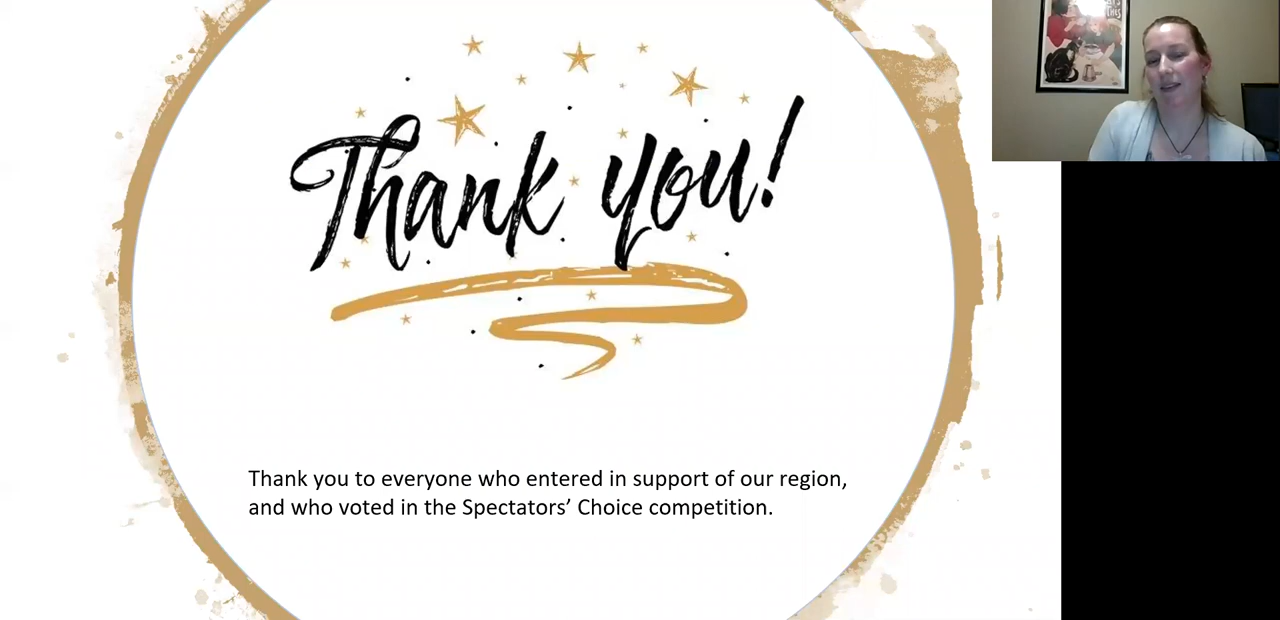 Thank you!
Thank you to everyone who entered in support of our region,
and who voted in the Spectators’ Choice competition.